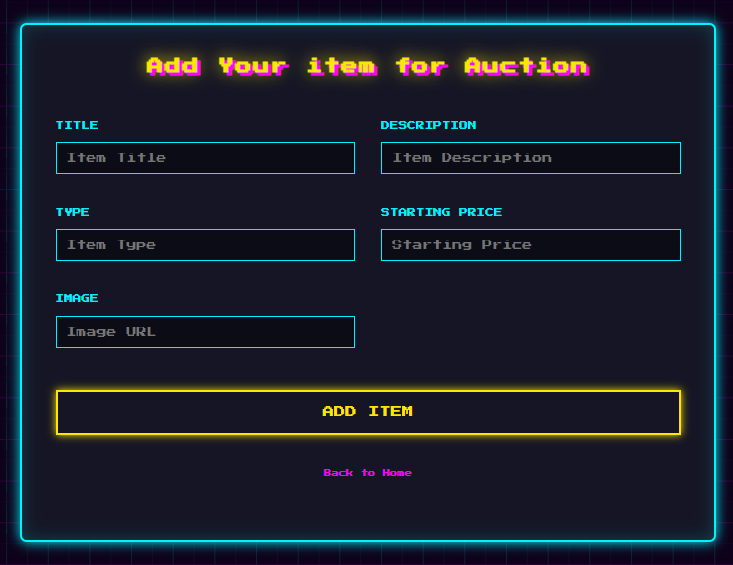 Add Your item for Auction
TITLE
DESCRIPTION
Item Title
Item Description
TYPE
STARTING PRICE
Item Type
Starting Price
IMAGE
Image URL
ADD ITEM
Back to Home